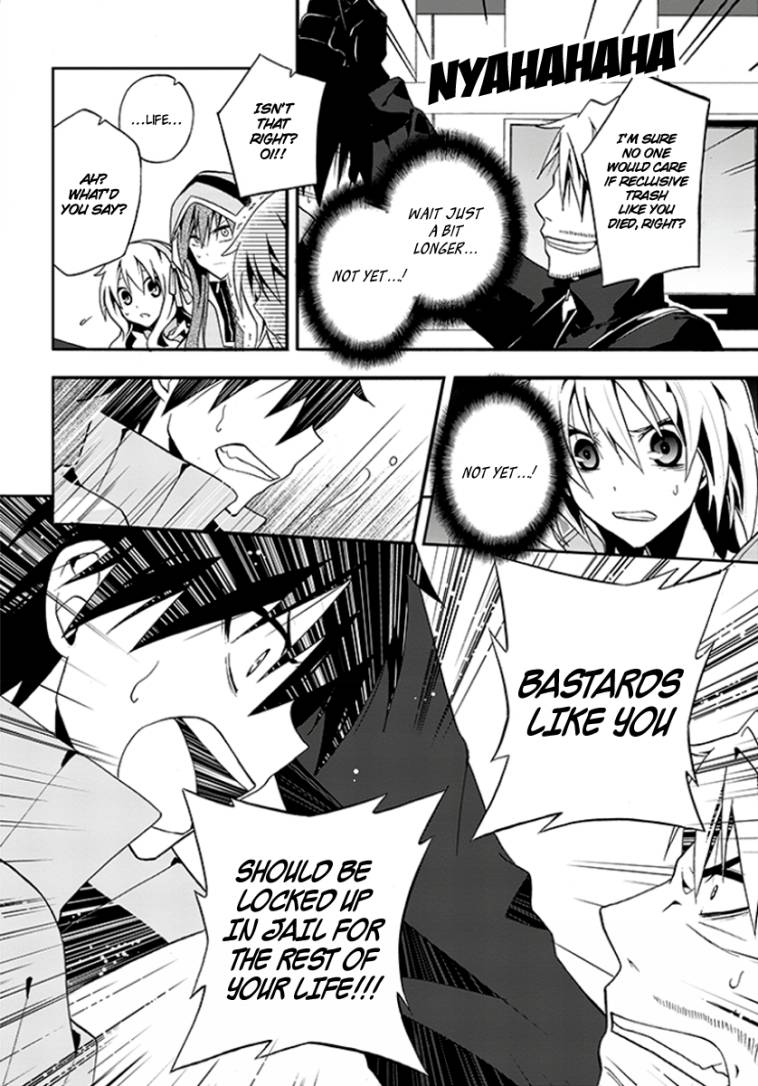 NYAHAHAHA
I'M SURE
NO ONE
WOULD CARE
IF RECLUSIVE
TRASH
LIKE YOU
DIED, RIGHT?
WAIT JUST
A BIT
LONGER...
NOT YET...!
ISN'T
THAT
RIGHT?
OI!!
...LIFE...
AH?
WHAT'D
YOU SAY?
NOT YET...!
BASTARDS
LIKE YOU
SHOULD BE
LOCKED UP
IN JAIL FOR
THE REST OF
YOUR LIFE!!!